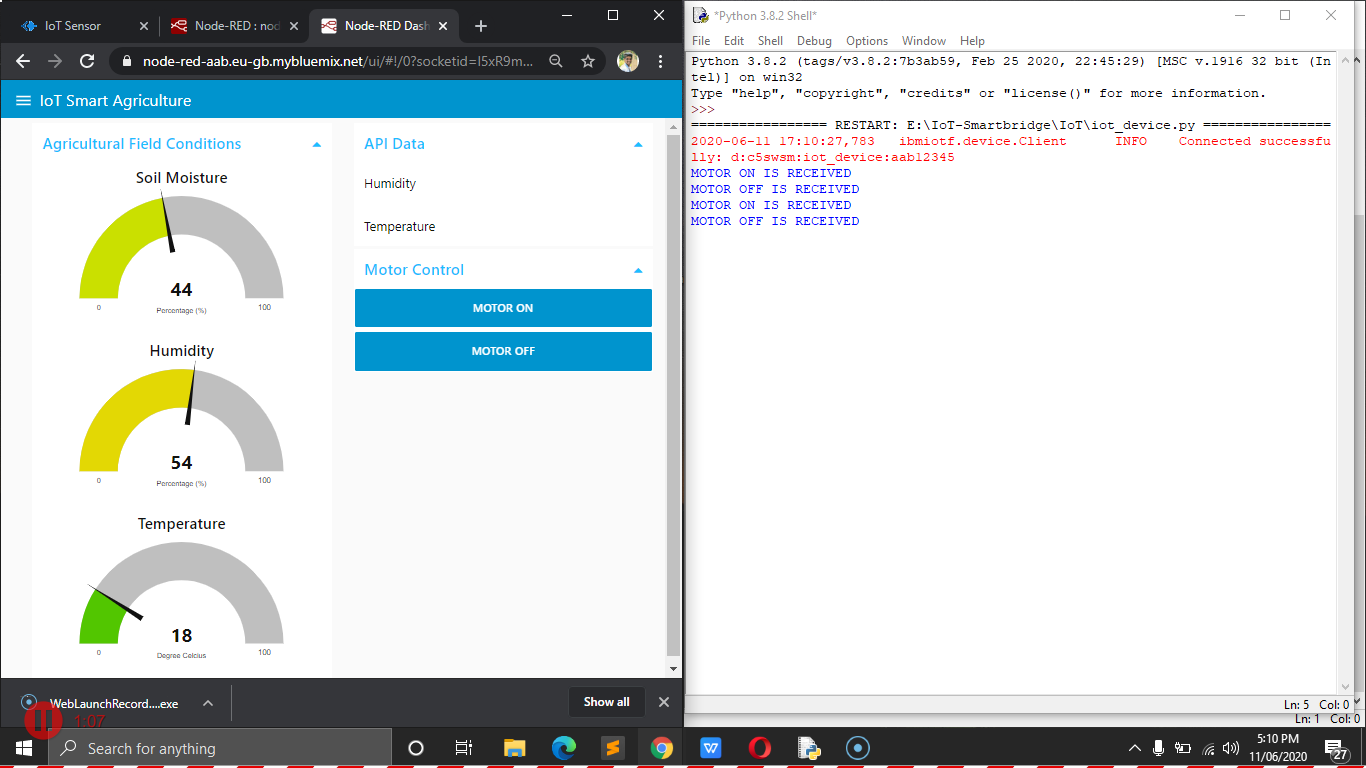 IoT Sensor
Node-RED : nod
Node-RED Dash
node-red-aab.eu-gb.mybluemix.net/ui/#!/0?socketid=I5xR9m...
IoT Smart Agriculture
Agricultural Field Conditions
Soil Moisture
44
0
Percentage (%)
100
Humidity
54
0
Percentage (%)
100
Temperature
18
0
Degree Celcius
100
API Data
Humidity
Temperature
Motor Control
MOTOR ON
MOTOR OFF
WebLaunchRecord....exe
Show all
1:07
*Python 3.8.2 Shell*
File Edit Shell Debug Options Window Help
Python 3.8.2 (tags/v3.8.2:7b3ab59, Feb 25 2020, 22:45:29) [MSC v.1916 32 bit (In
tel)] on win32
Type "help", "copyright", "credits" or "license()" for more information.
>>>
================= RESTART: E:\IoT-Smartbridge\IoT\iot_device.py ================
2020-06-11 17:10:27,783   ibmiotf.device.Client      INFO    Connected successfu
lly: d:c5swsm:iot_device:aab12345
MOTOR ON IS RECEIVED
MOTOR OFF IS RECEIVED
MOTOR ON IS RECEIVED
MOTOR OFF IS RECEIVED
Ln: 5 Col: 0
Ln: 1 Col: 0
Search for anything
5:10 PM
11/06/2020
27